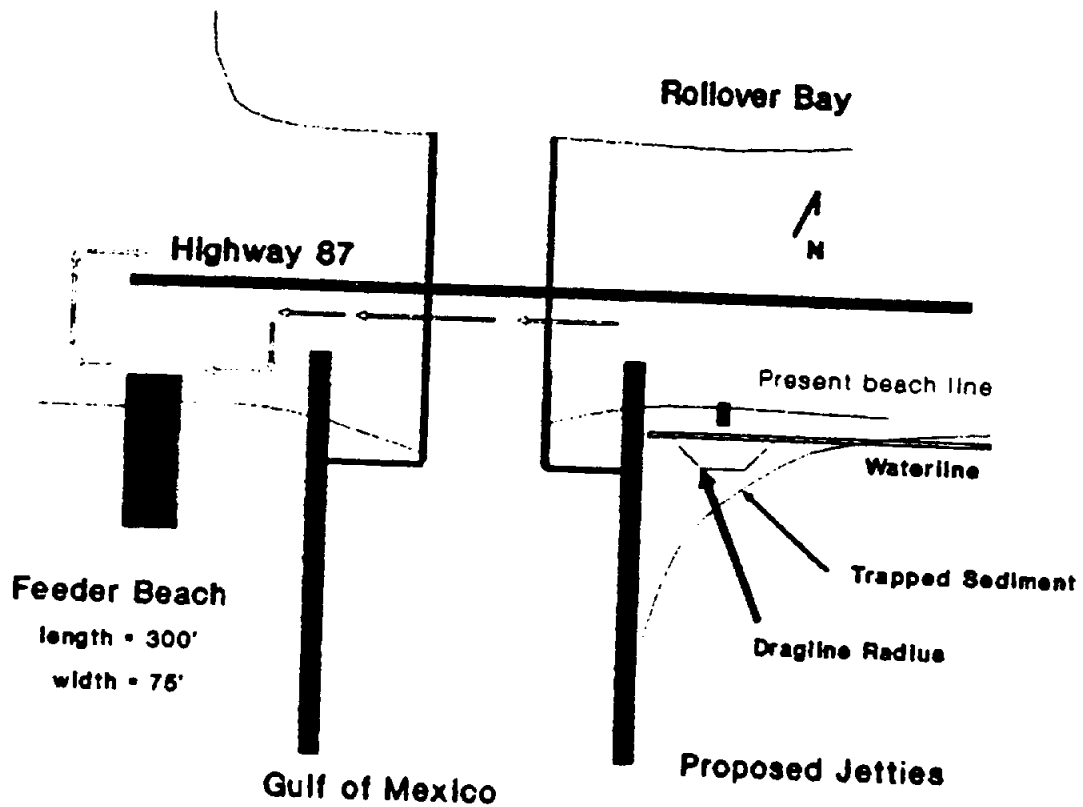 Rollover Bay
N
Highway 87
Present beach line
Waterline
Trapped Sediment
Feeder Beach
length = 300'
width = 75'
Dragline Radius
Proposed Jetties
Gulf of Mexico